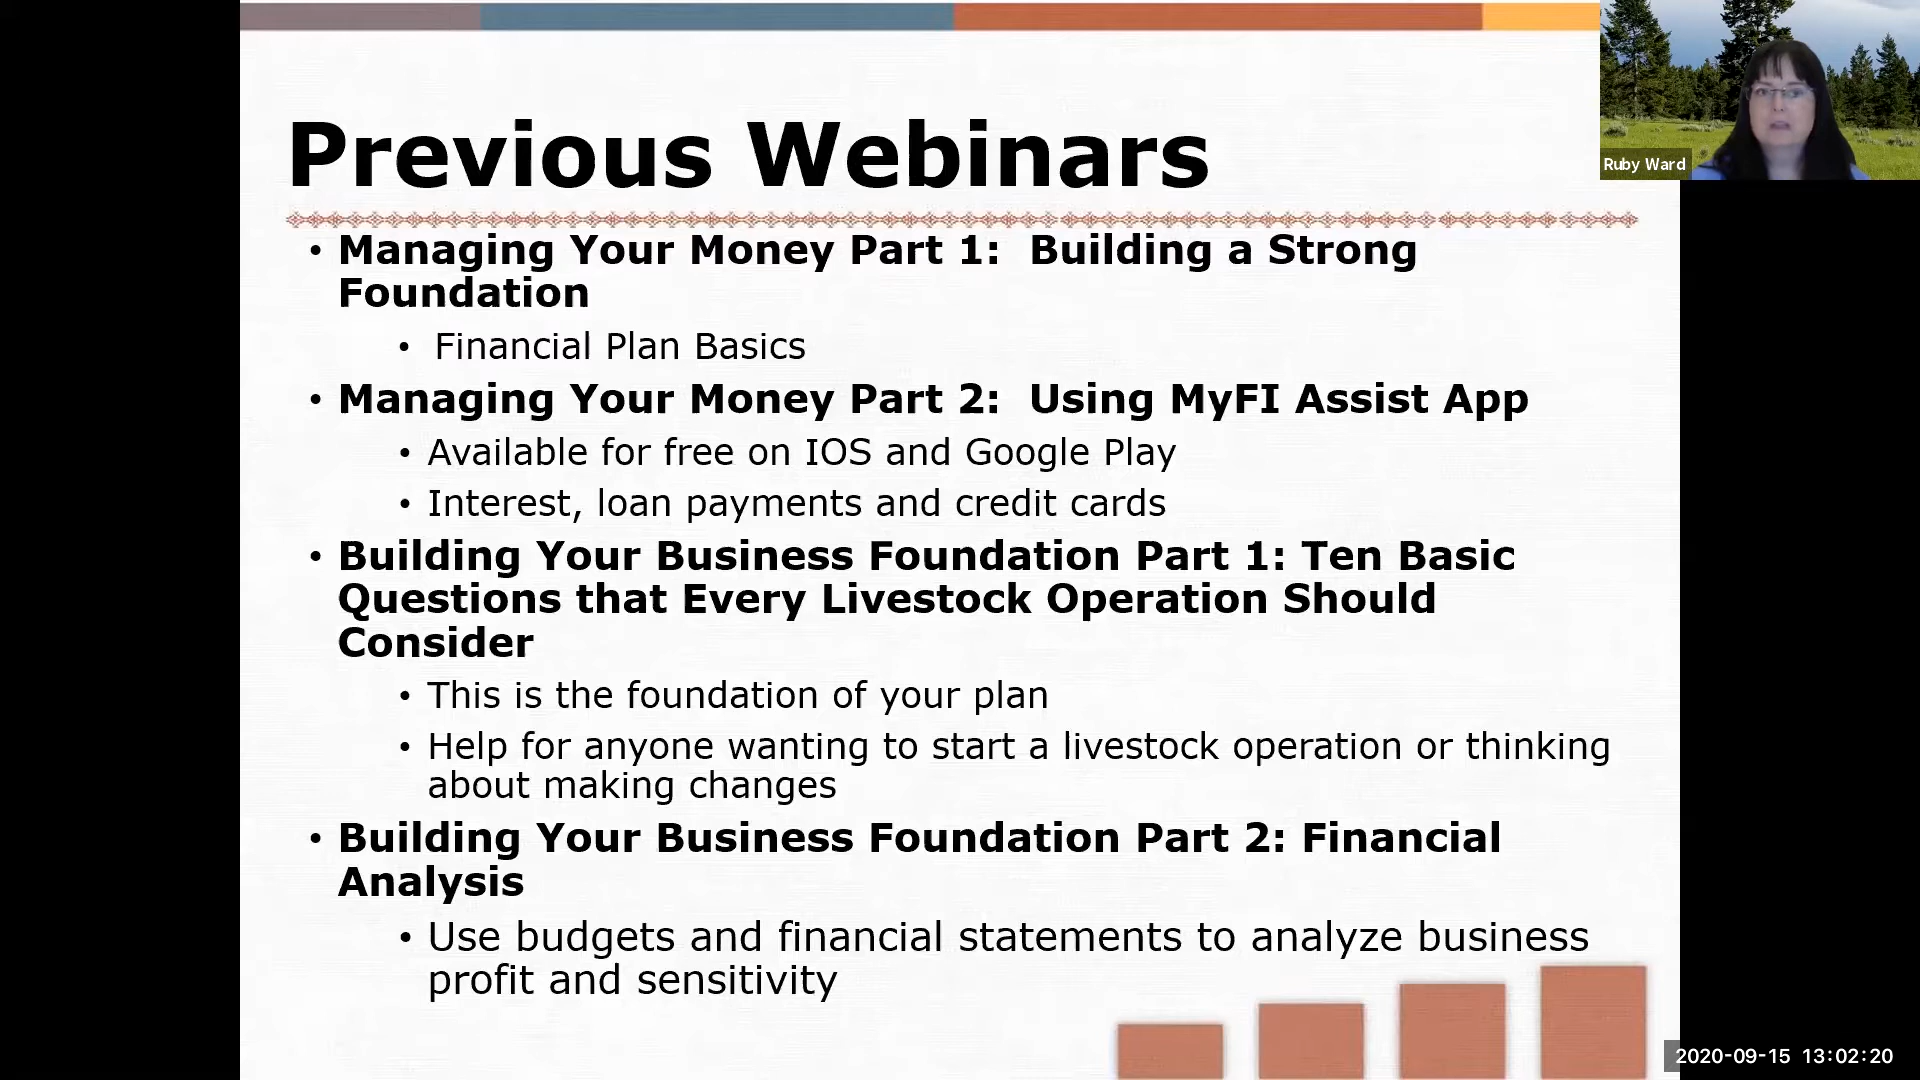 Previous Webinars
Ruby Ward
• Managing Your Money Part 1:  Building a Strong
Foundation
• Financial Plan Basics
• Managing Your Money Part 2:  Using MyFI Assist App
• Available for free on IOS and Google Play
• Interest, loan payments and credit cards
• Building Your Business Foundation Part 1: Ten Basic
Questions that Every Livestock Operation Should
Consider
• This is the foundation of your plan
• Help for anyone wanting to start a livestock operation or thinking
about making changes
• Building Your Business Foundation Part 2: Financial
Analysis
• Use budgets and financial statements to analyze business
profit and sensitivity
2020-09-15 13:02:20